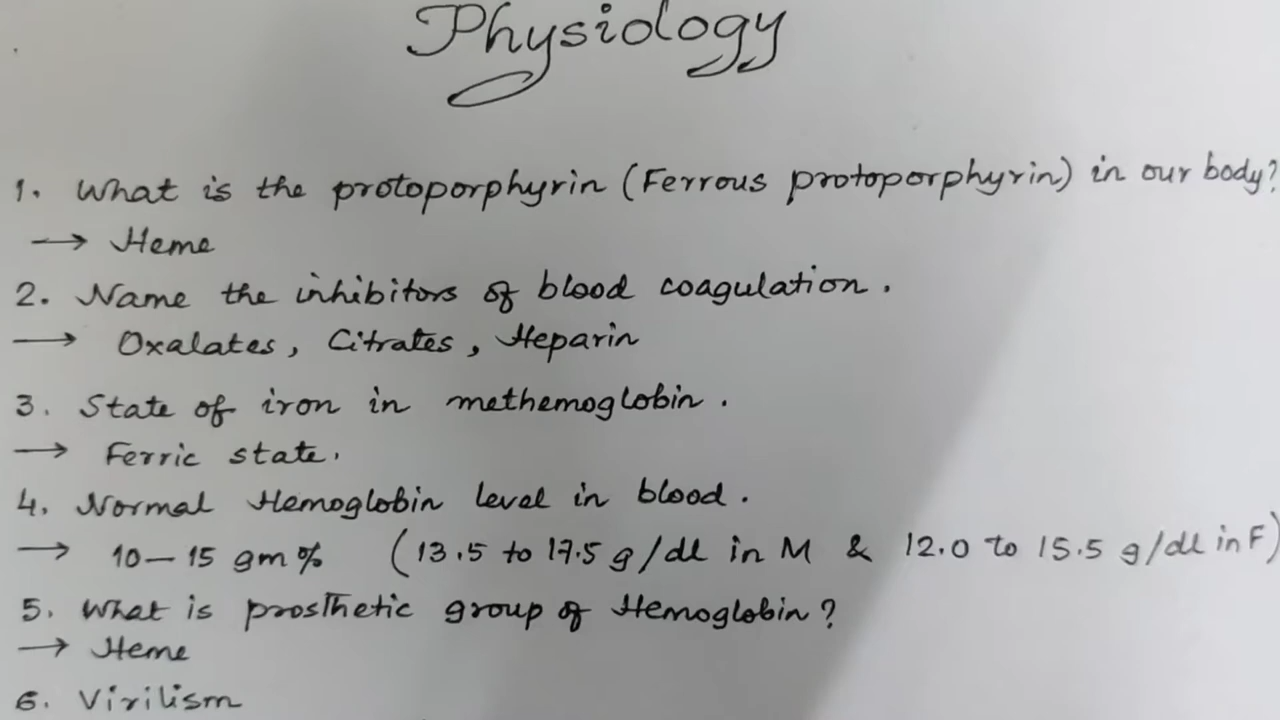 Physiology
1. What is the protoporphyrin (Ferrous protoporphyrin) in our body?
→ Heme
2. Name the inhibitors of blood coagulation.
→ Oxalates, Citrates, Heparin
3. State of iron in methemoglobin.
→ Ferric state.
4. Normal Hemoglobin level in blood.
→ 10-15 gm% (13.5 to 17.5 g/dl in M & 12.0 to 15.5 g/dl in F)
5. What is prosthetic group of Hemoglobin?
→ Heme
6. Virilism